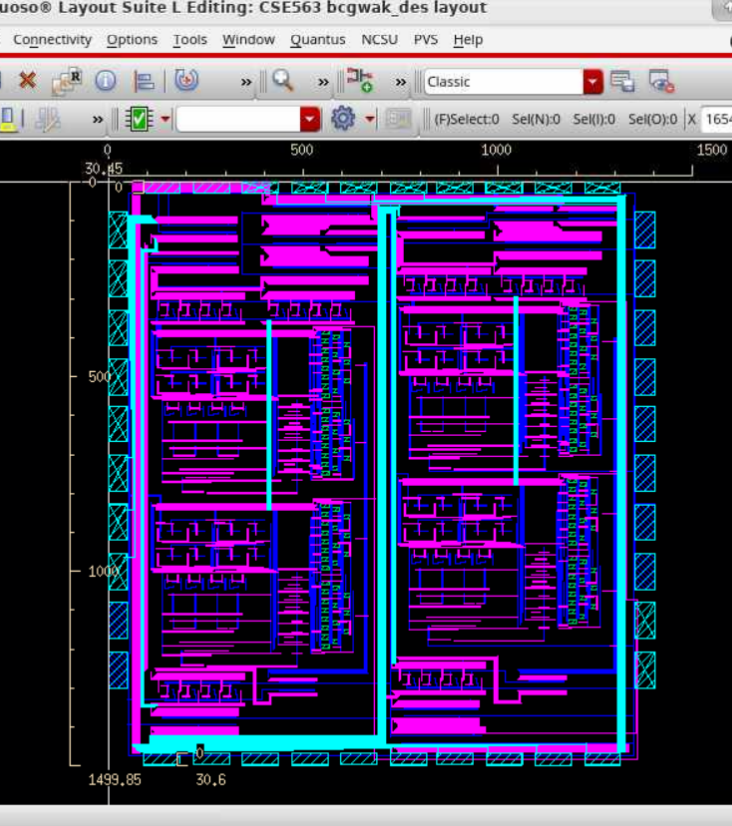 uoso® Layout Suite L Editing: CSE563 bcgwak_des layout
Connectivity Options Tools Window Quantus NCSU PVS Help
» » » Classic
» (F)Select:0 Sel(N):0 Sel(I):0 Sel(O):0 X 1654
0 500 1000 1500
30.45
0 0
500
1000
0
1499.85 30.6